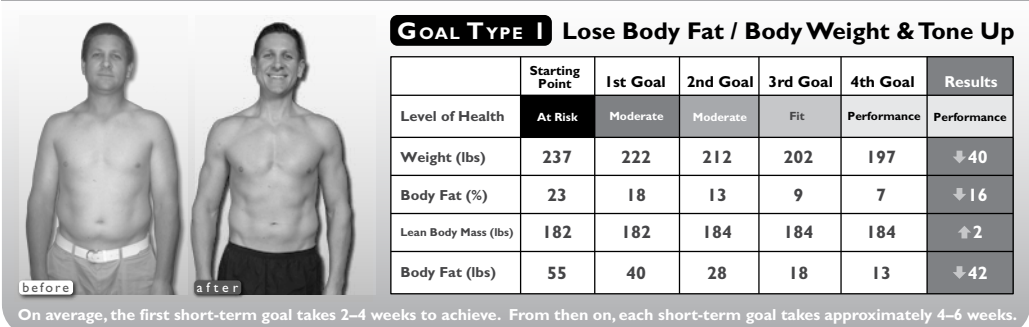 GOAL TYPE 1 Lose Body Fat / Body Weight & Tone Up
Starting Point 1st Goal 2nd Goal 3rd Goal 4th Goal Results
Level of Health At Risk Moderate Moderate Fit Performance Performance
Weight (lbs) 237 222 212 202 197 ⬇40
Body Fat (%) 23 18 13 9 7 ⬇16
Lean Body Mass (lbs) 182 182 184 184 184 ⬆2
Body Fat (lbs) 55 40 28 18 13 ⬇42
before after
On average, the first short-term goal takes 2–4 weeks to achieve. From then on, each short-term goal takes approximately 4–6 weeks.